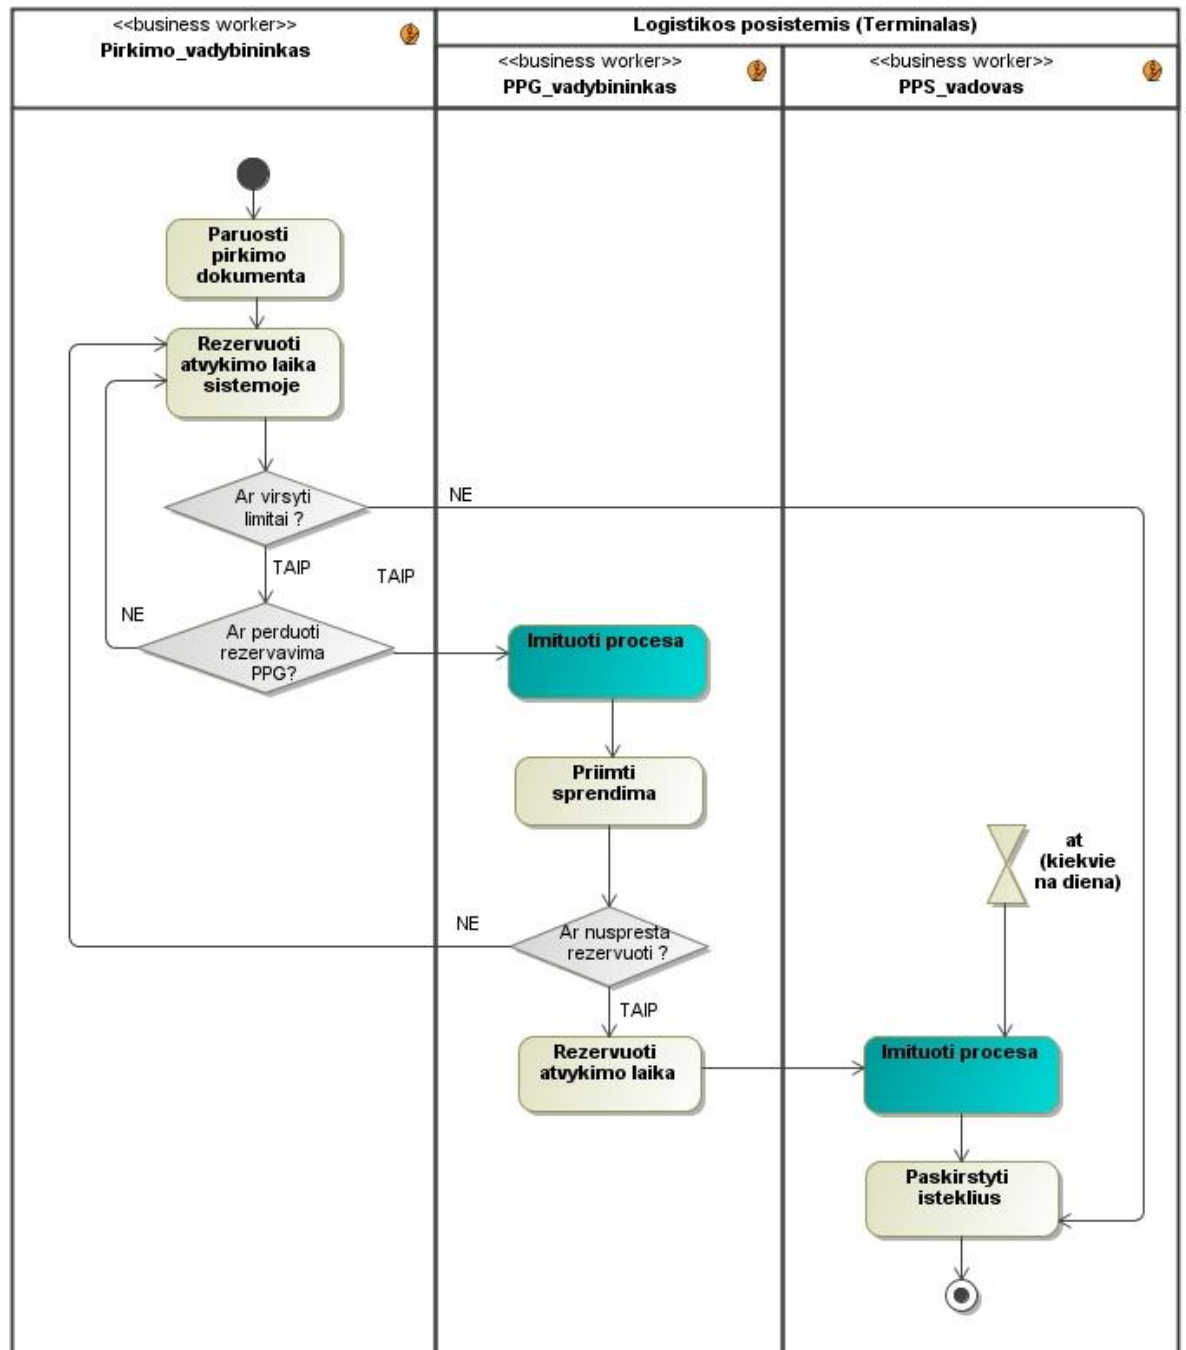 <<business worker>>
Pirkimo_vadybininkas
Logistikos posistemis (Terminalas)
<<business worker>>
PPG_vadybininkas
<<business worker>>
PPS_vadovas
Paruosti
pirkimo
dokumenta
Rezervuoti
atvykimo laika
sistemoje
Ar virsyti
limitai ?
NE
TAIP
TAIP
NE
Ar perduoti
rezervavima
PPG?
Imituoti procesa
Priimti
sprendima
at
(kiekvie
na diena)
NE
Ar nuspresta
rezervuoti ?
TAIP
Rezervuoti
atvykimo laika
Imituoti procesa
Paskirstyti
isteklius